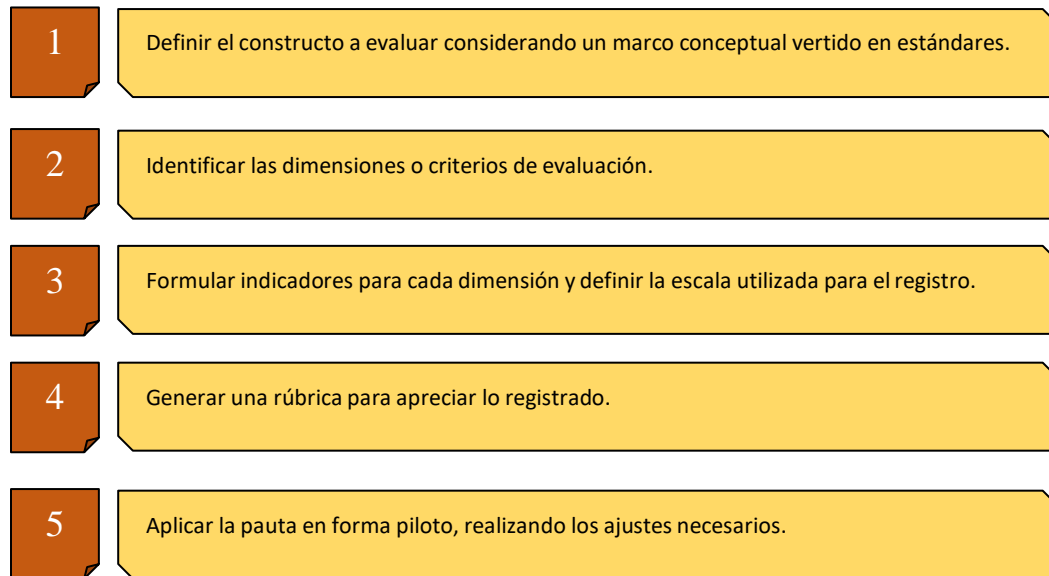 1
Definir el constructo a evaluar considerando un marco conceptual vertido en estándares.
2
Identificar las dimensiones o criterios de evaluación.
3
Formular indicadores para cada dimensión y definir la escala utilizada para el registro.
4
Generar una rúbrica para apreciar lo registrado.
5
Aplicar la pauta en forma piloto, realizando los ajustes necesarios.